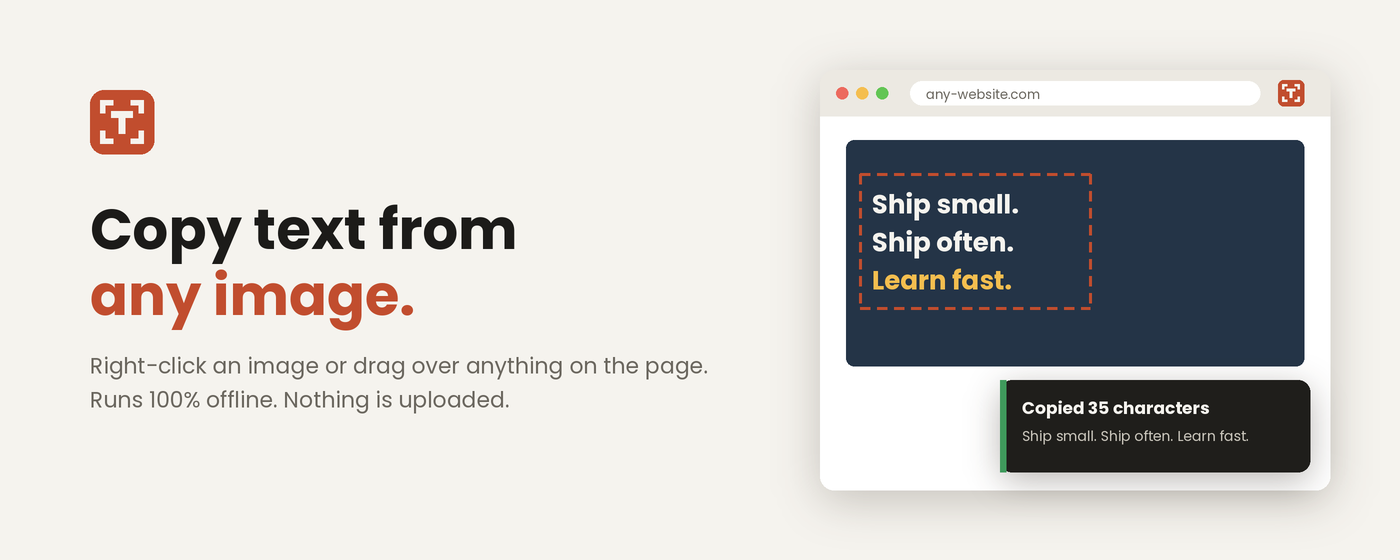 T
Copy text from
any image.
Right-click an image or drag over anything on the page.
Runs 100% offline. Nothing is uploaded.
any-website.com
T
Ship small.
Ship often.
Learn fast.
Copied 35 characters
Ship small. Ship often. Learn fast.